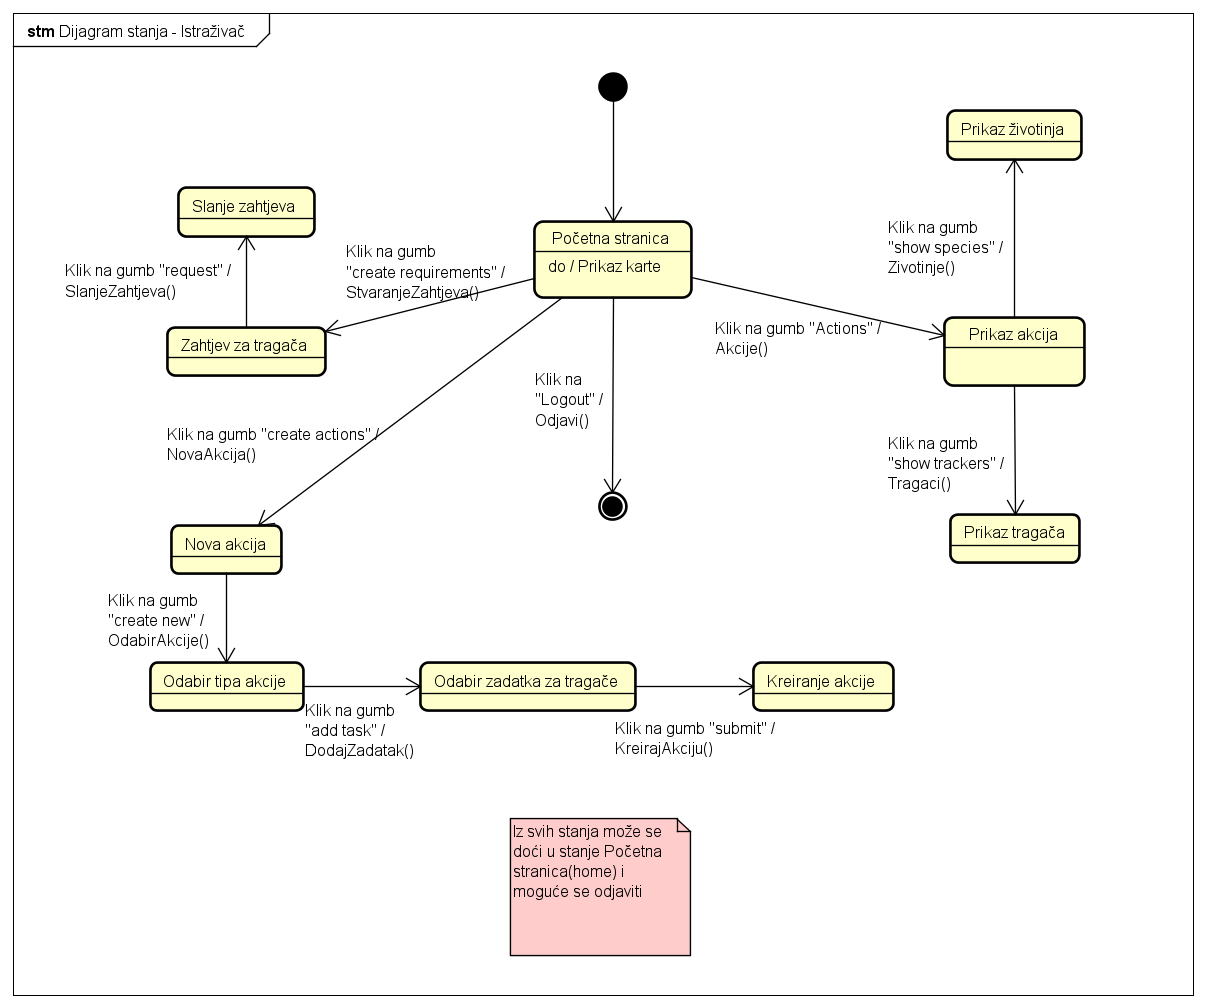 stm Dijagram stanja - Istraživač
Prikaz životinja
Slanje zahtjeva
Klik na gumb
"show species" /
Zivotinje()
Početna stranica
do / Prikaz karte
Klik na gumb
"create requirements" /
StvaranjeZahtjeva()
Klik na gumb "request" /
SlanjeZahtjeva()
Zahtjev za tragača
Klik na gumb "Actions" /
Akcije()
Prikaz akcija
Klik na
"Logout" /
Odjavi()
Klik na gumb "create actions" /
NovaAkcija()
Klik na gumb
"show trackers" /
Tragaci()
Prikaz tragača
Nova akcija
Klik na gumb
"create new" /
OdabirAkcije()
Odabir tipa akcije
Odabir zadatka za tragače
Kreiranje akcije
Klik na gumb
"add task" /
DodajZadatak()
Klik na gumb "submit" /
KreirajAkciju()
Iz svih stanja može se
doći u stanje Početna
stranica(home) i
moguće se odjaviti